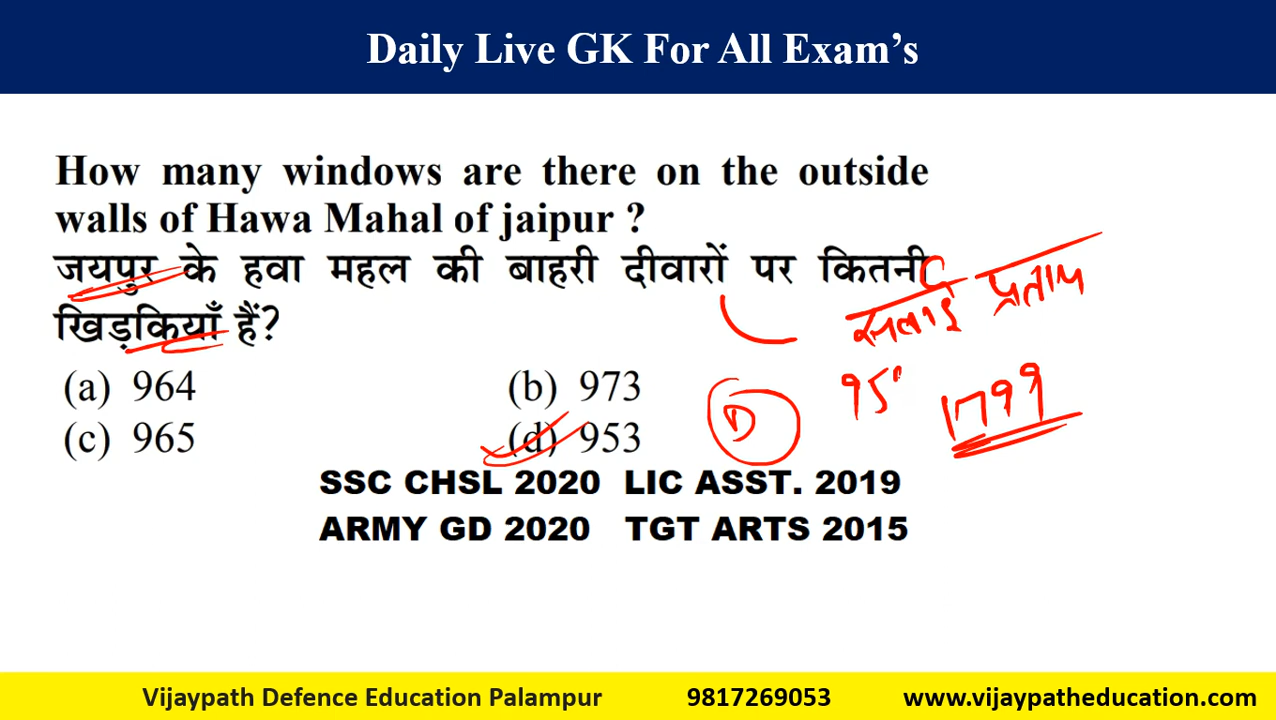 Daily Live GK For All Exam's
How many windows are there on the outside
walls of Hawa Mahal of jaipur ?
जयपुर के हवा महल की बाहरी दीवारों पर कितनी
खिड़कियाँ हैं?
सवाई प्रताप
(a) 964 (b) 973
(c) 965 (d) 953
D 95 1799
SSC CHSL 2020 LIC ASST. 2019
ARMY GD 2020 TGT ARTS 2015
Vijaypath Defence Education Palampur 9817269053 www.vijaypatheducation.com